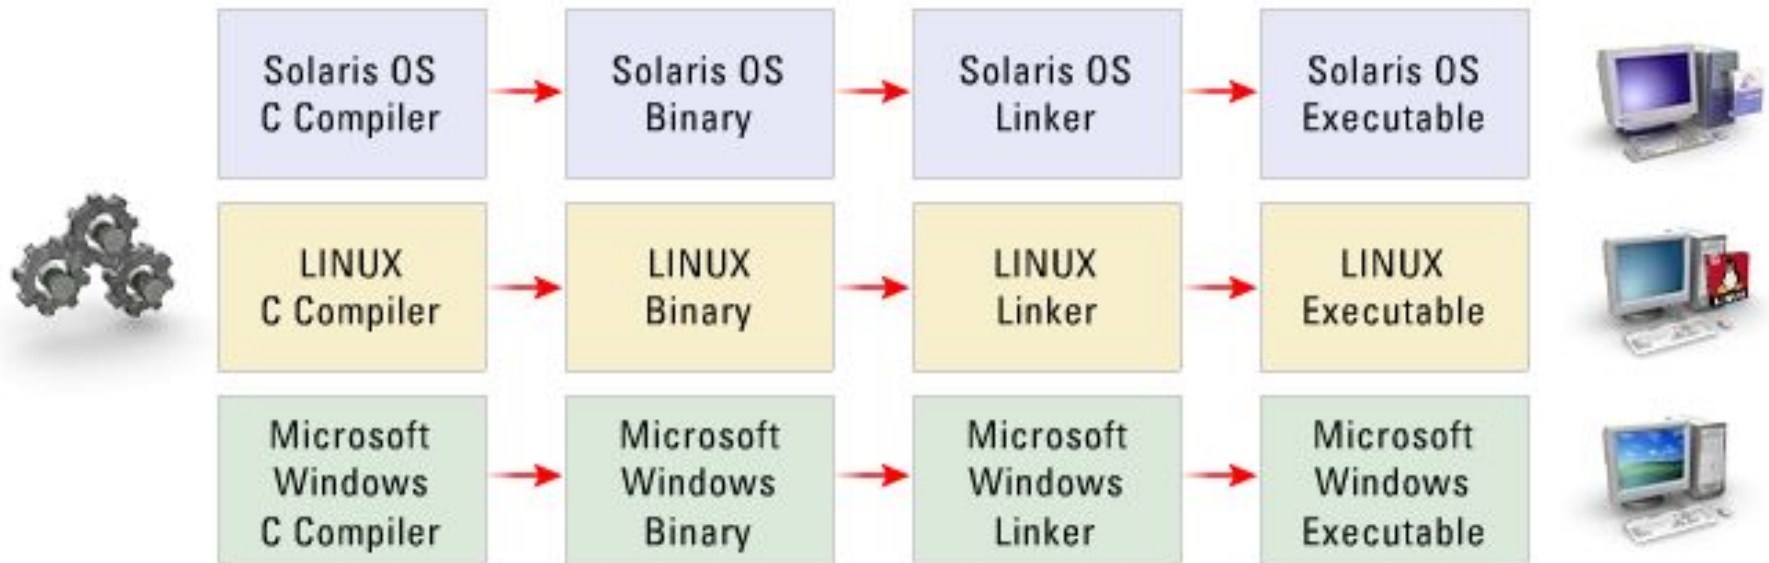 Solaris OS
C Compiler
Solaris OS
Binary
Solaris OS
Linker
Solaris OS
Executable
LINUX
C Compiler
LINUX
Binary
LINUX
Linker
LINUX
Executable
Microsoft
Windows
C Compiler
Microsoft
Windows
Binary
Microsoft
Windows
Linker
Microsoft
Windows
Executable